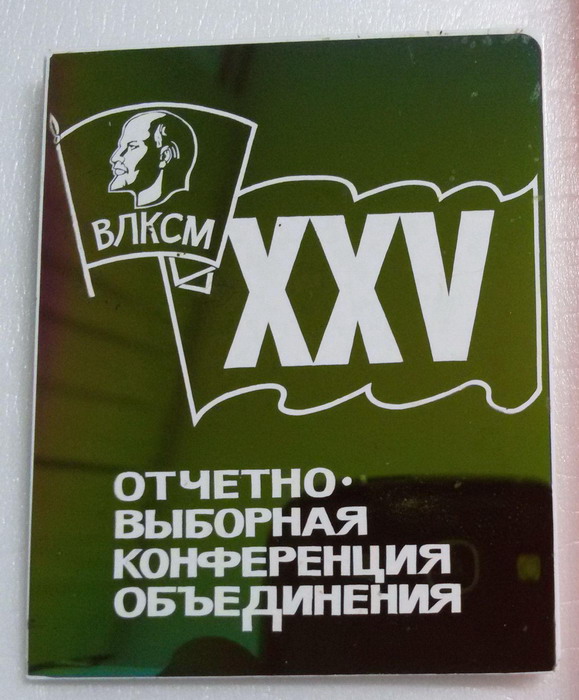 ВЛКСМ
XXV
ОТЧЕТНО-
ВЫБОРНАЯ
КОНФЕРЕНЦИЯ
ОБЪЕДИНЕНИЯ